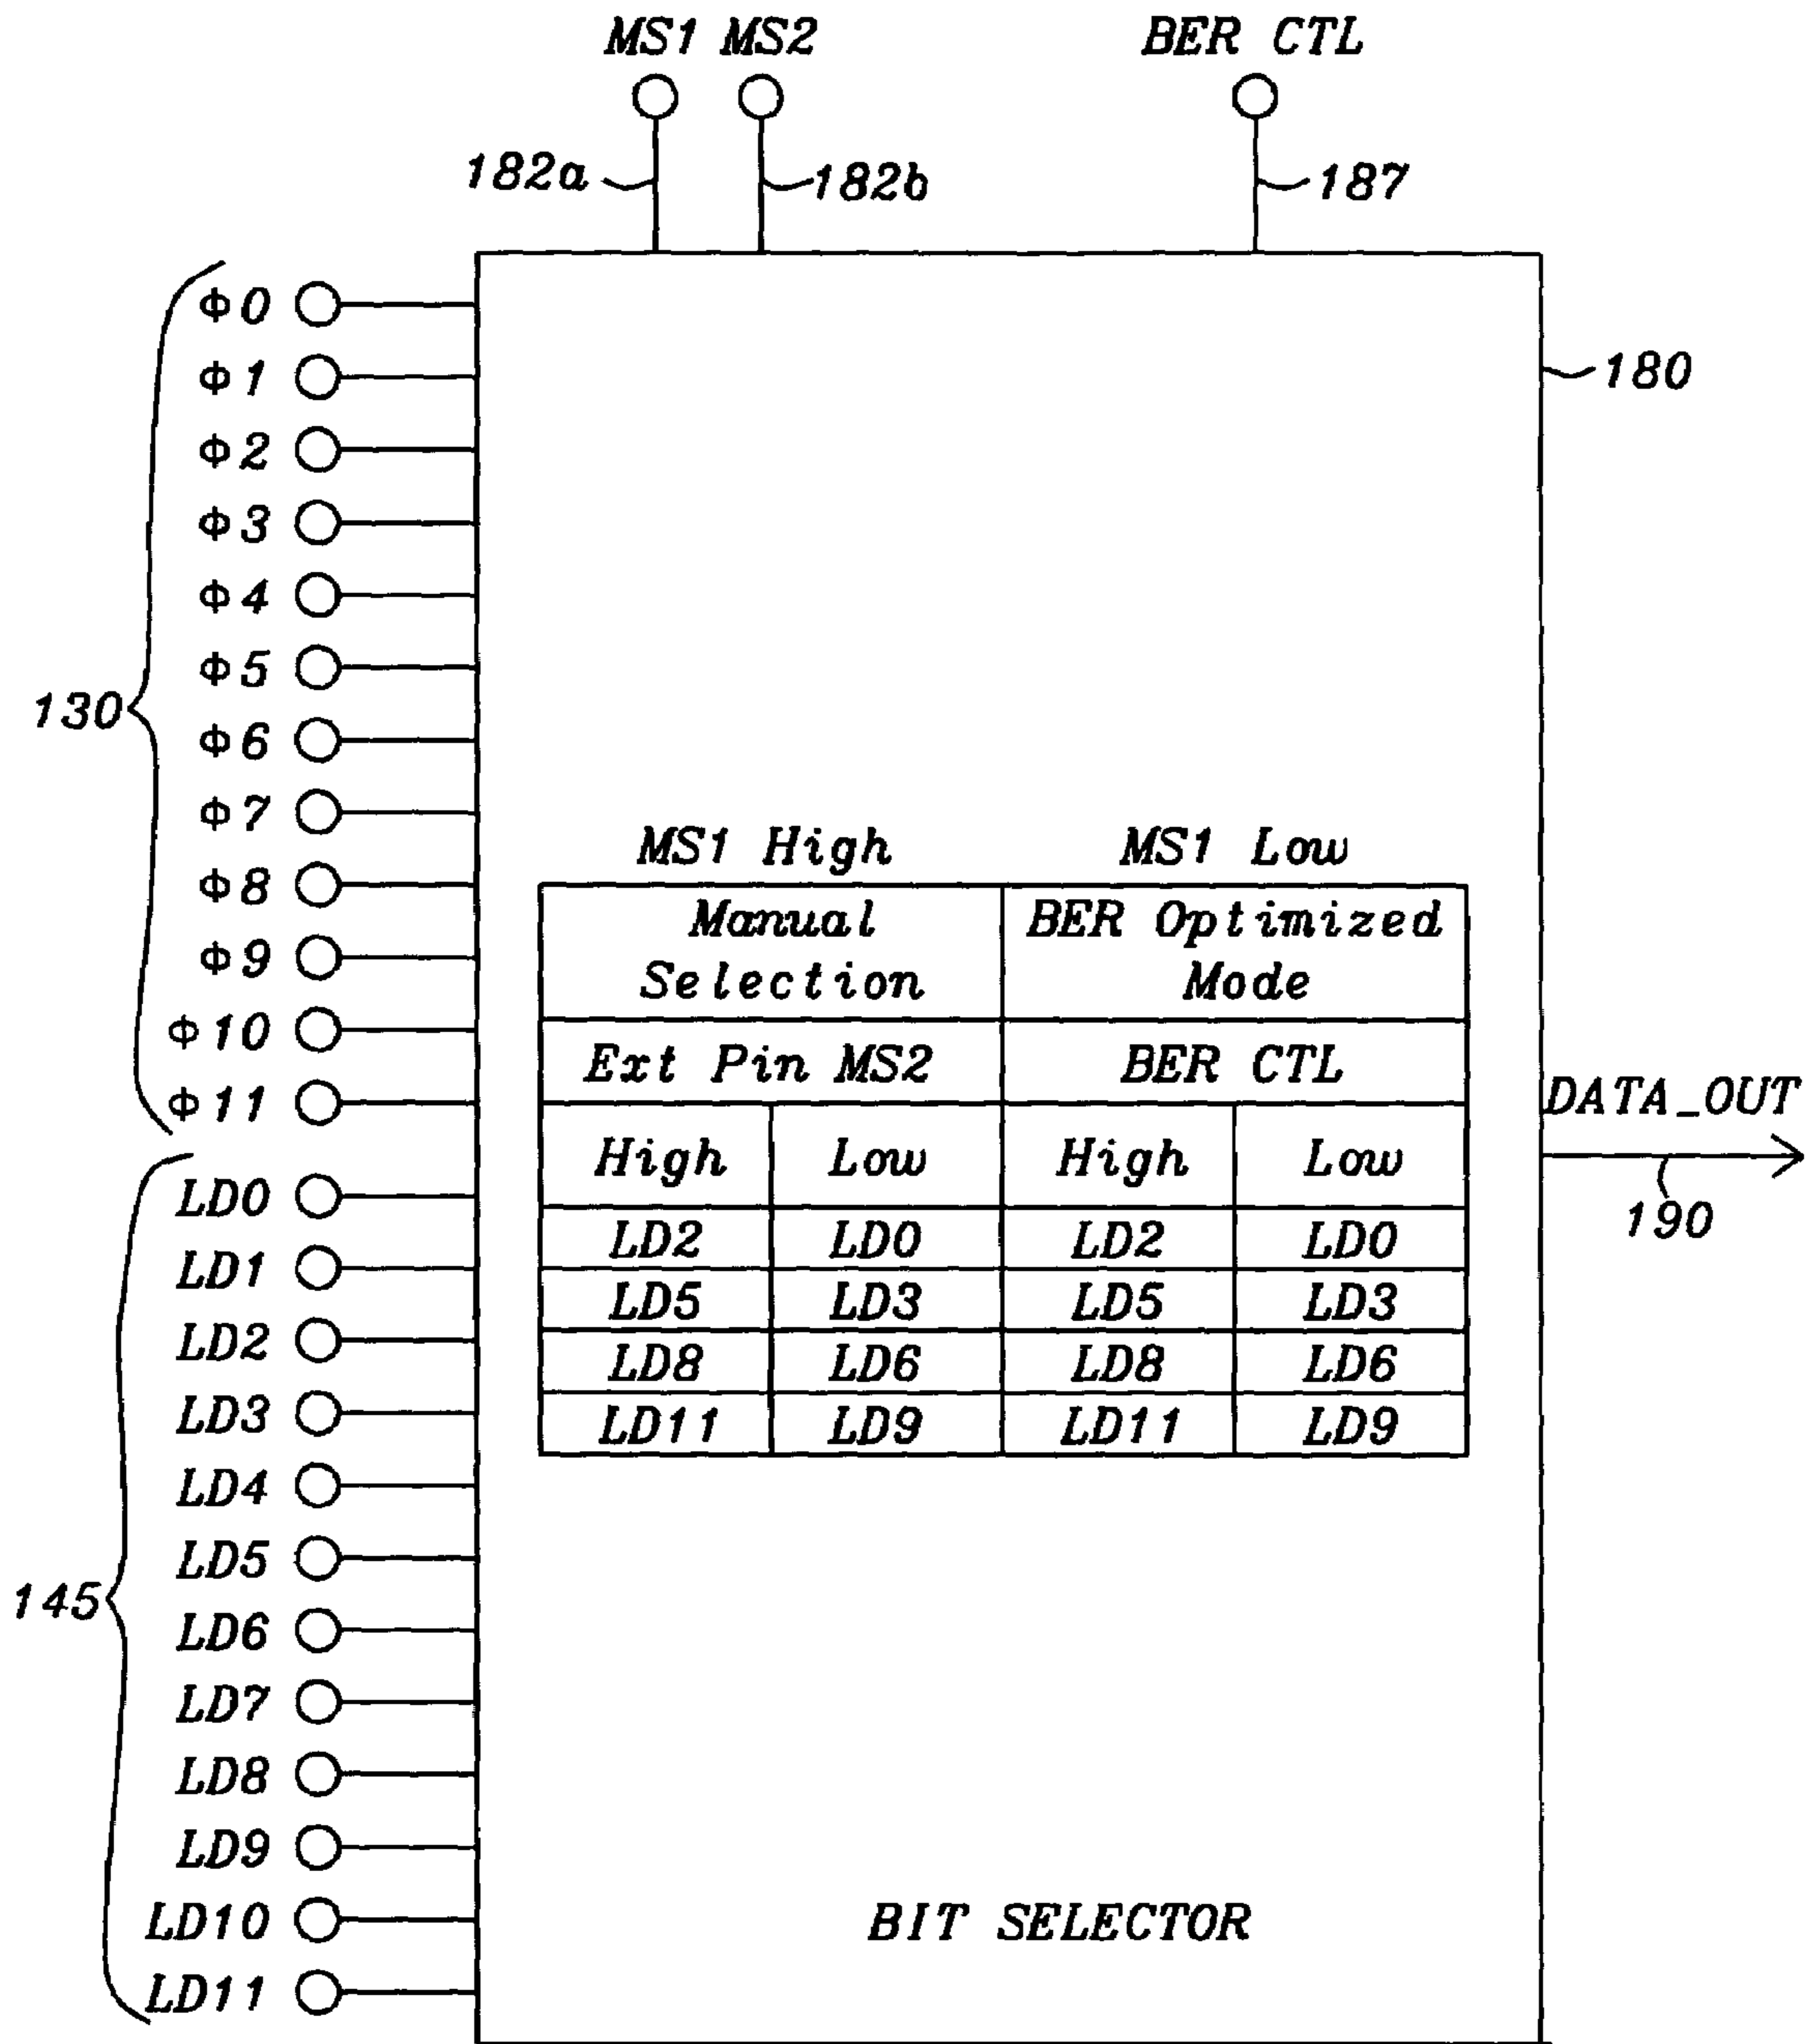 MS1 MS2 BER CTL
182a 182b 187
Φ0
Φ1
Φ2
Φ3
Φ4
Φ5
Φ6
Φ7
Φ8
Φ9
Φ10
Φ11
130
180
LD0
LD1
LD2
LD3
LD4
LD5
LD6
LD7
LD8
LD9
LD10
LD11
145
MS1 High MS1 Low
Manual Selection BER Optimized Mode
Ext Pin MS2 BER CTL
High Low High Low
LD2 LD0 LD2 LD0
LD5 LD3 LD5 LD3
LD8 LD6 LD8 LD6
LD11 LD9 LD11 LD9
DATA_OUT
190
BIT SELECTOR